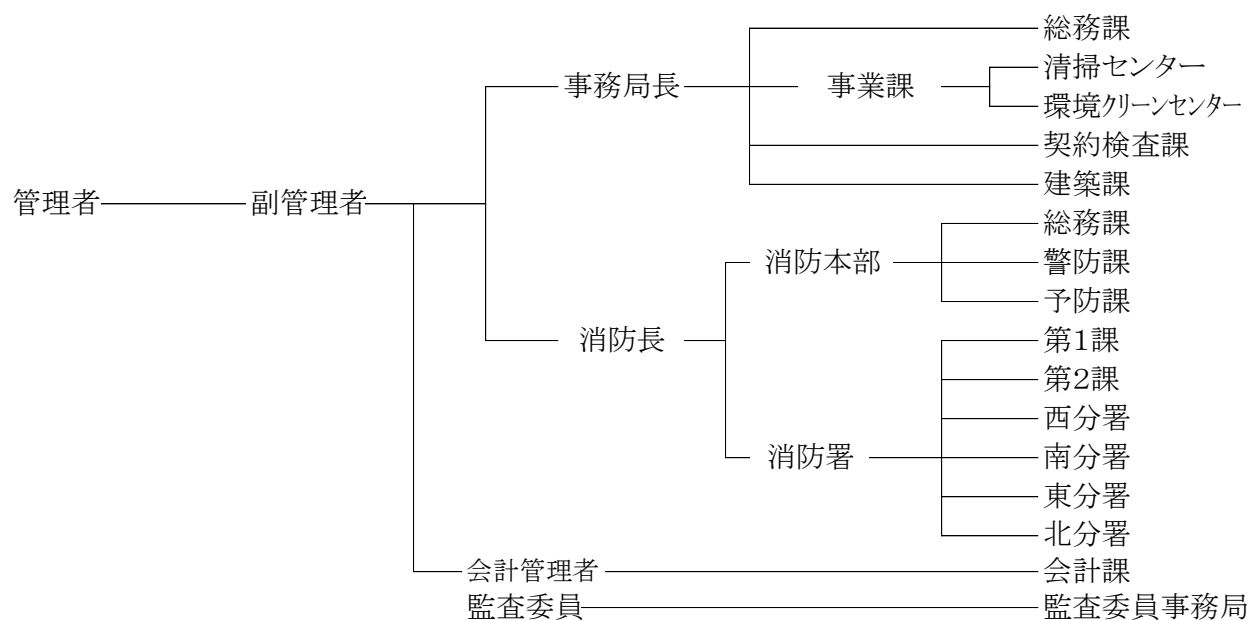 総務課
清掃センター
事務局長 事業課
環境クリーンセンター
契約検査課
建築課
管理者 副管理者
総務課
消防本部 警防課
予防課
消防長 第1課
第2課
西分署
消防署 南分署
東分署
北分署
会計管理者 会計課
監査委員 監査委員事務局